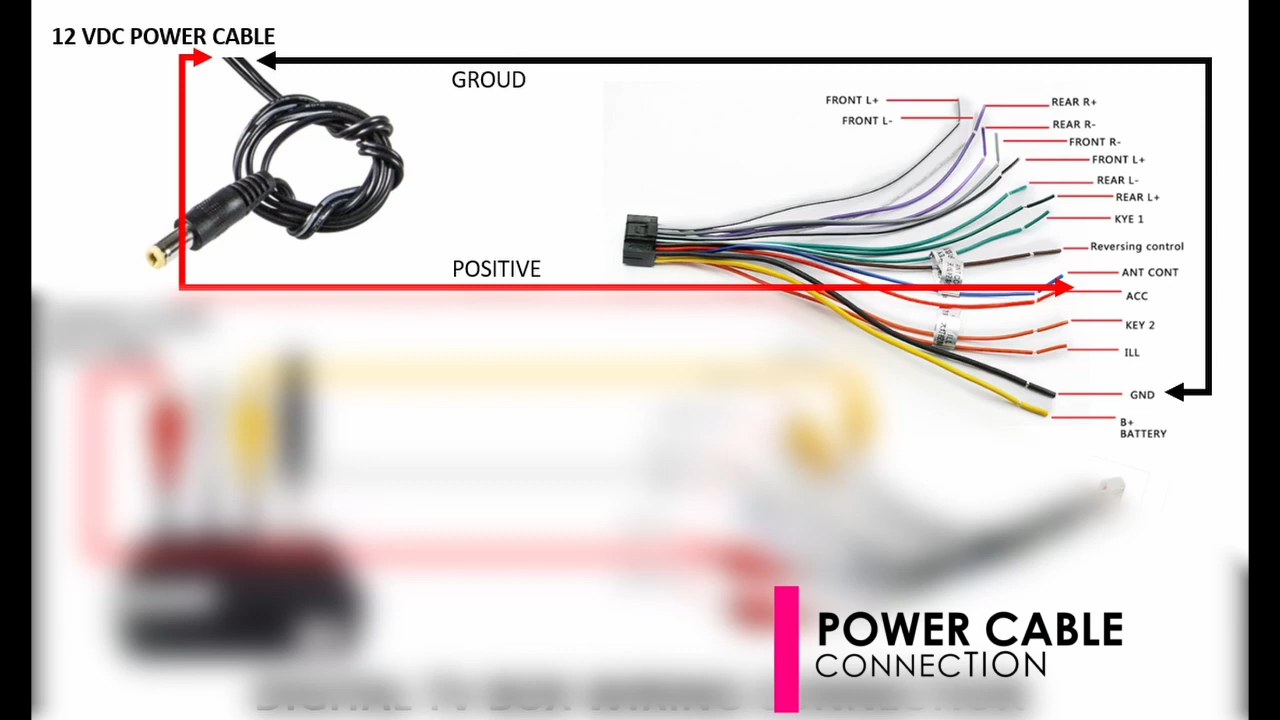 12 VDC POWER CABLE
GROUD
FRONT L+
REAR R+
FRONT L-
REAR R-
FRONT R-
FRONT L+
REAR L-
REAR L+
KYE 1
Reversing control
POSITIVE
ANT CONT
ACC
KEY 2
ILL
GND
B+
BATTERY
POWER CABLE
CONNECTION